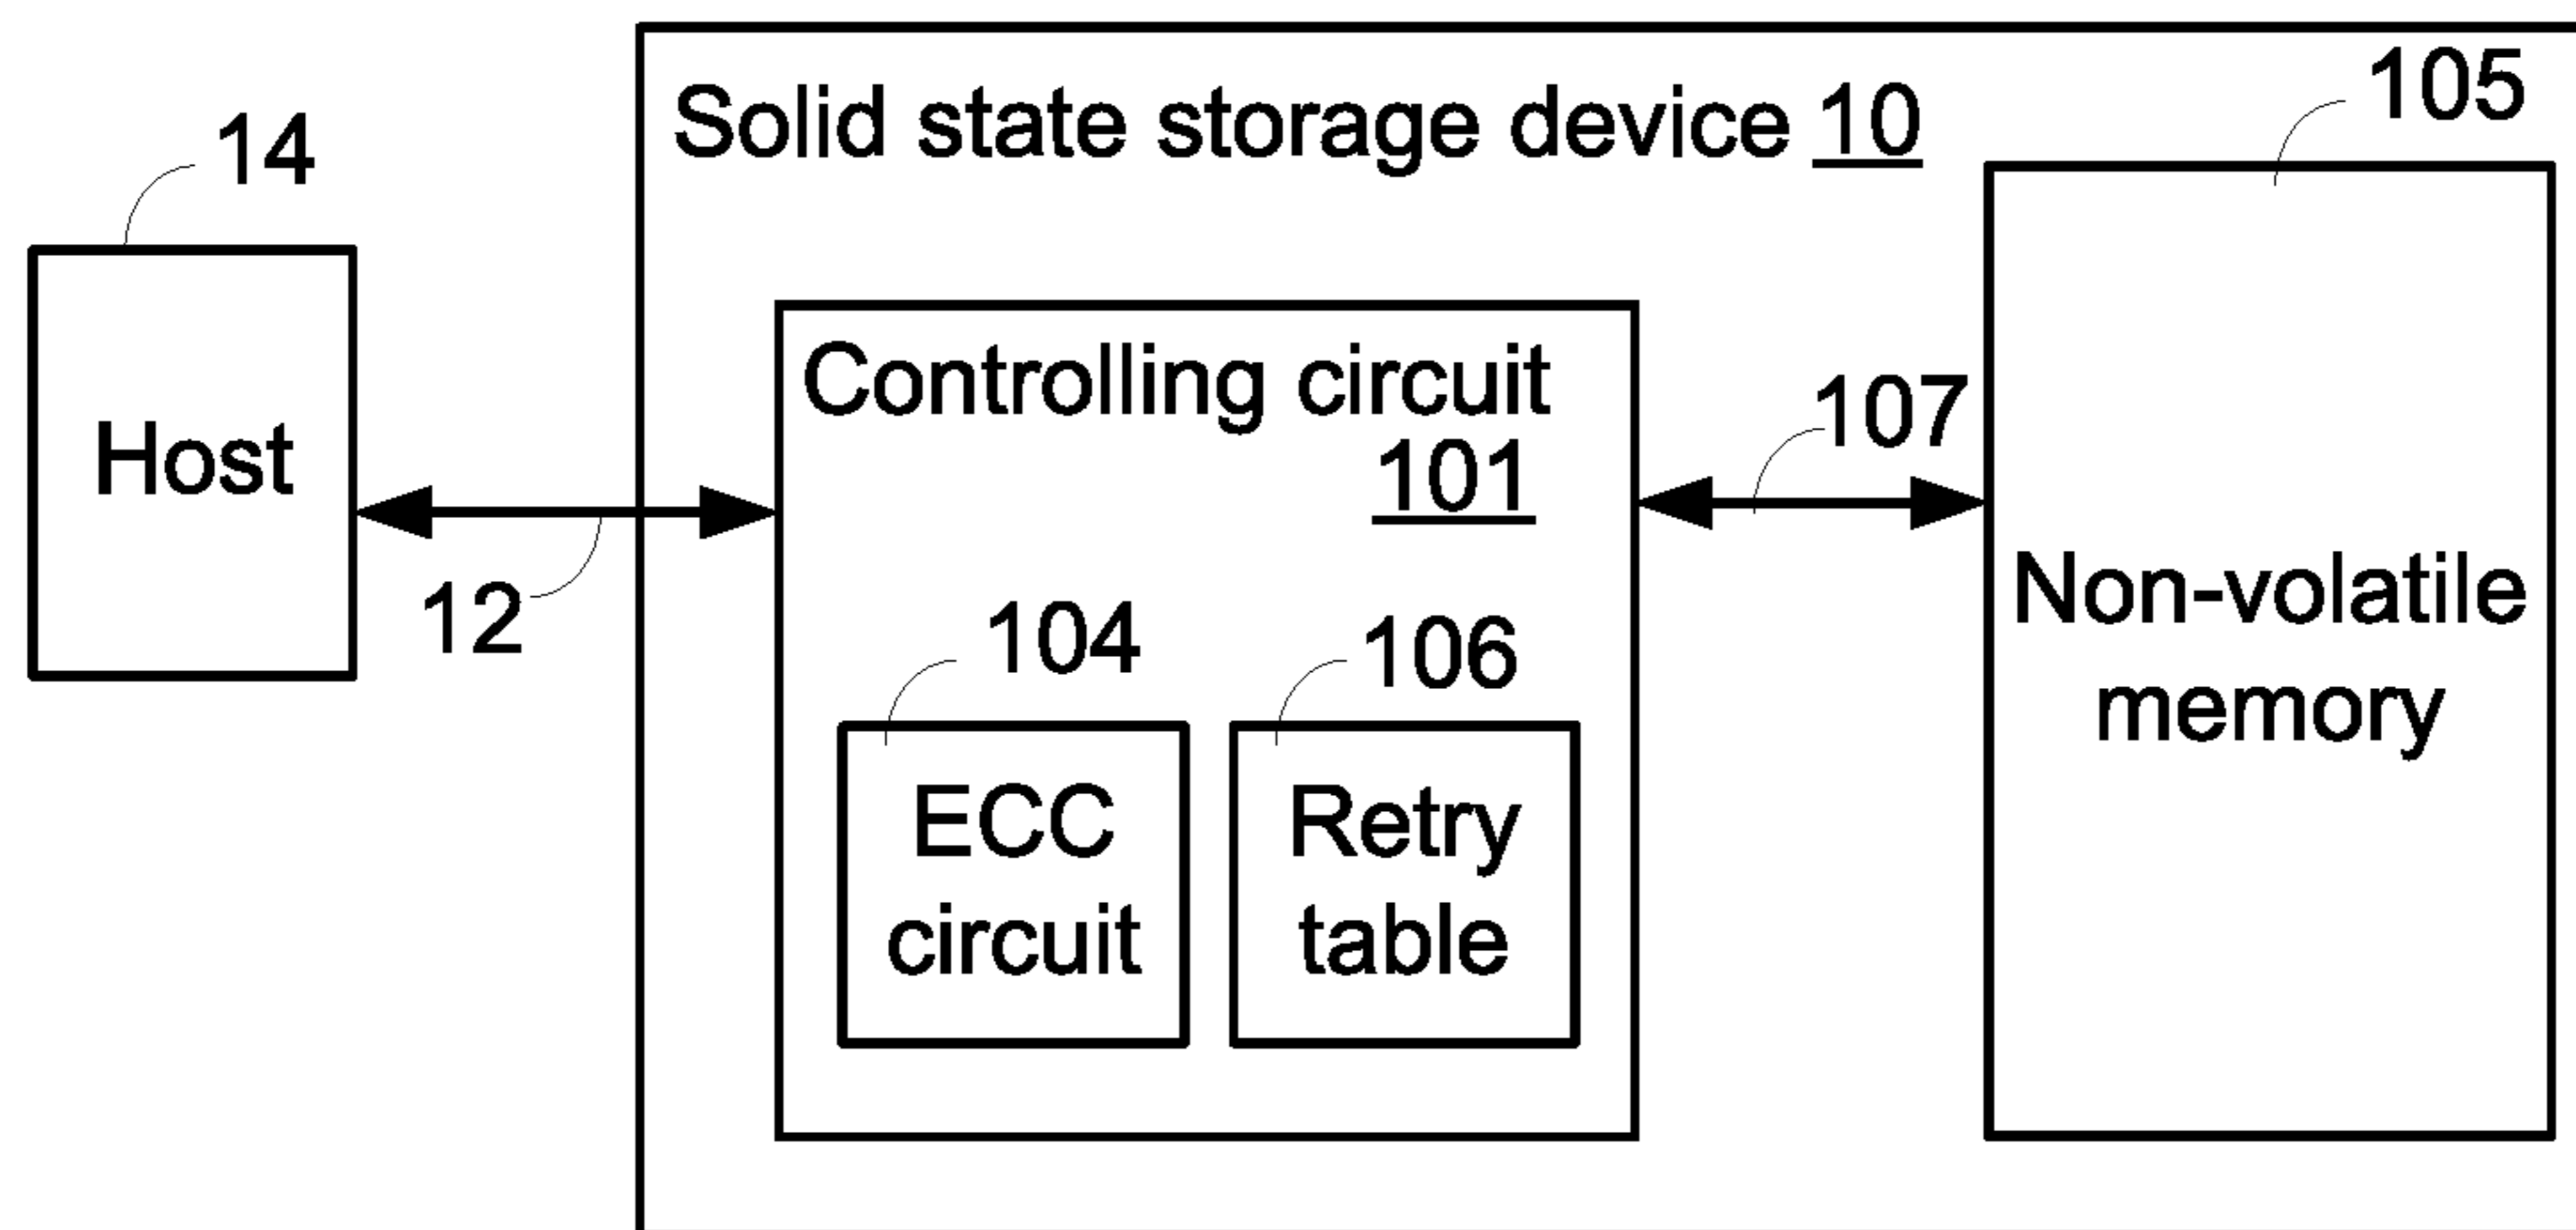 Solid state storage device 10
105
14
Host
12
Controlling circuit
101
107
104
106
ECC
circuit
Retry
table
Non-volatile
memory